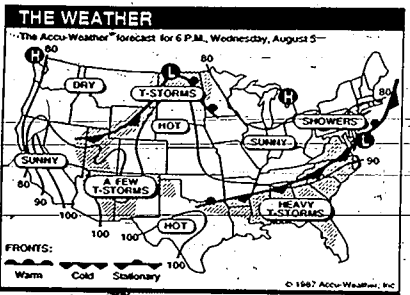 THE WEATHER
The Accu-Weather™ forecast for 6 P.M., Wednesday, August 5
H 80 L 80
DRY
T-STORMS
H
80
HOT
SHOWERS
SUNNY
L
SUNNY
90
80
A FEW
T-STORMS
90
HEAVY
T-STORMS
100
100
100
HOT
100
FRONTS:
Warm Cold Stationary
© 1987 Accu-Weather, Inc